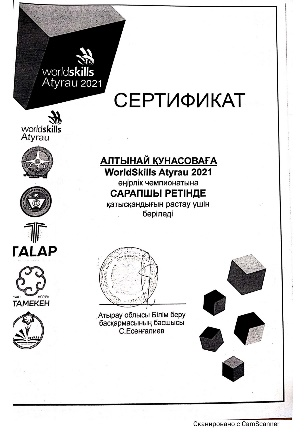 worldskills
Atyrau 2021
СЕРТИФИКАТ
worldskills
Atyrau
АЛТЫНАЙ ҚУНАСОВАҒА
WorldSkills Atyrau 2021
өңірлік чемпионатына
САРАПШЫ РЕТІНДЕ
қатысқандығын растау үшін
беріледі
TALAP
ТАМЕКЕН
Атырау облысы Білім беру
басқармасының басшысы
С.Есенғалиев
Сканировано с CamScanner